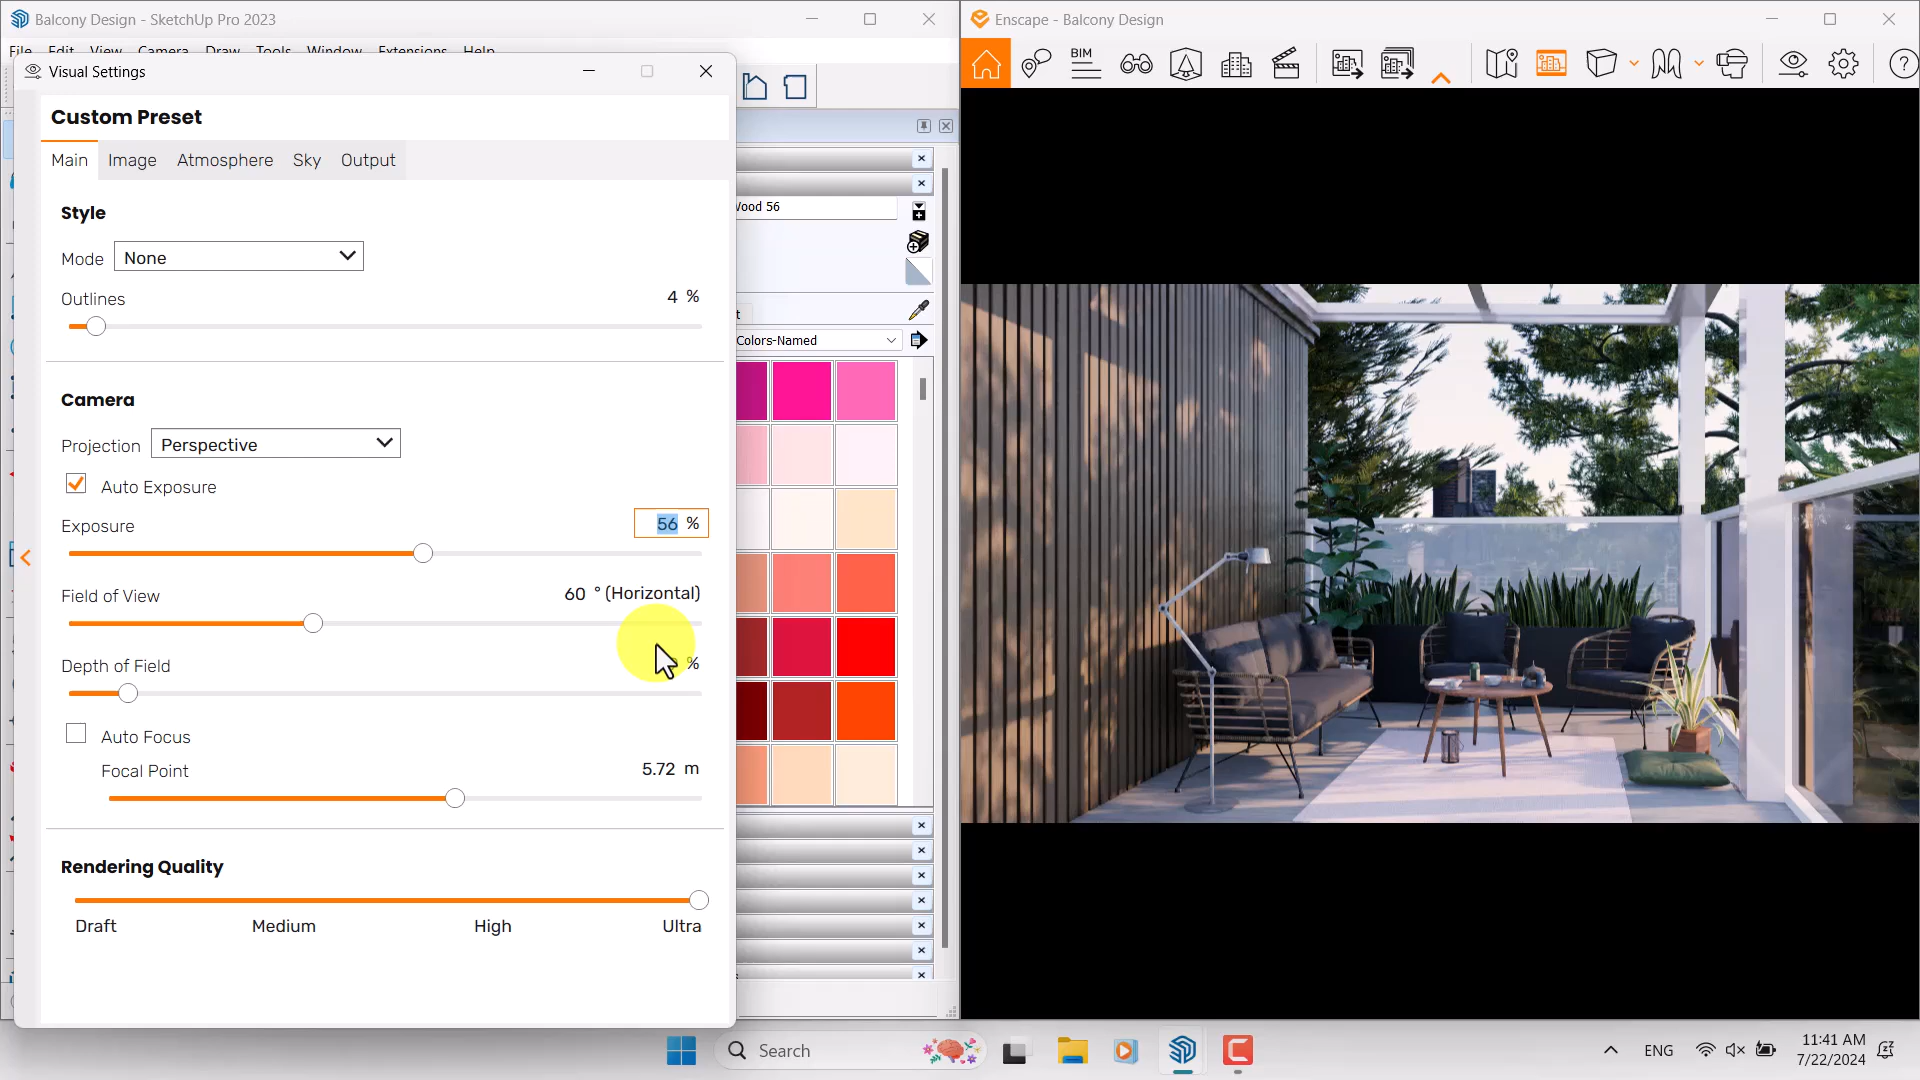 Balcony Design - SketchUp Pro 2023
Enscape - Balcony Design
File Edit View Camera Draw Tools Window Extensions Help
BIM
Visual Settings
Custom Preset
Main Image Atmosphere Sky Output
Style
Mode None
Outlines 4 %
Camera
Projection Perspective
Auto Exposure
Exposure 56 %
Field of View 60 ° (Horizontal)
Depth of Field %
Auto Focus
Focal Point 5.72 m
Rendering Quality
Draft Medium High Ultra
56
Colors-Named
Search
ENG
11:41 AM
7/22/2024